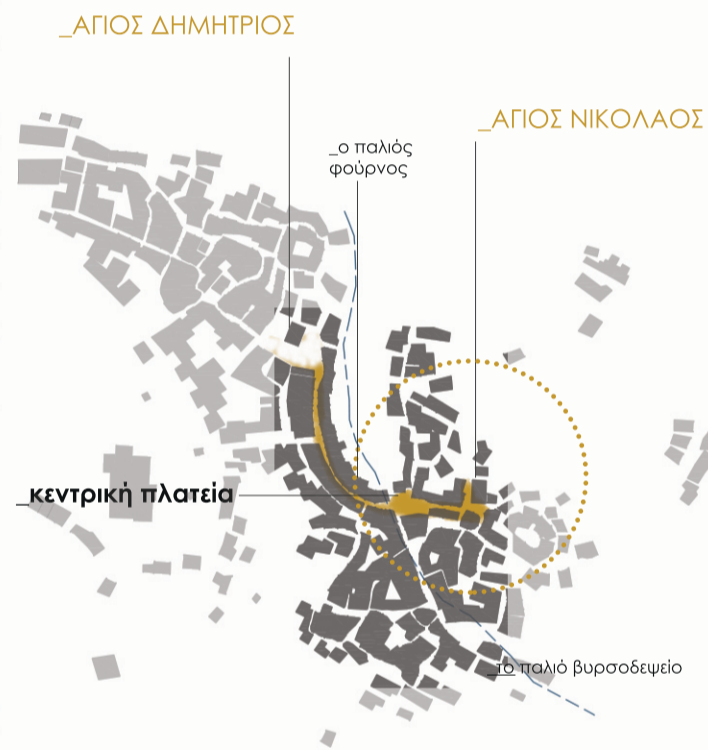 _ΑΓΙΟΣ ΔΗΜΗΤΡΙΟΣ
_ΑΓΙΟΣ ΝΙΚΟΛΑΟΣ
_ο παλιός
φούρνος
_κεντρική πλατεία
_το παλιό βυρσοδεψείο